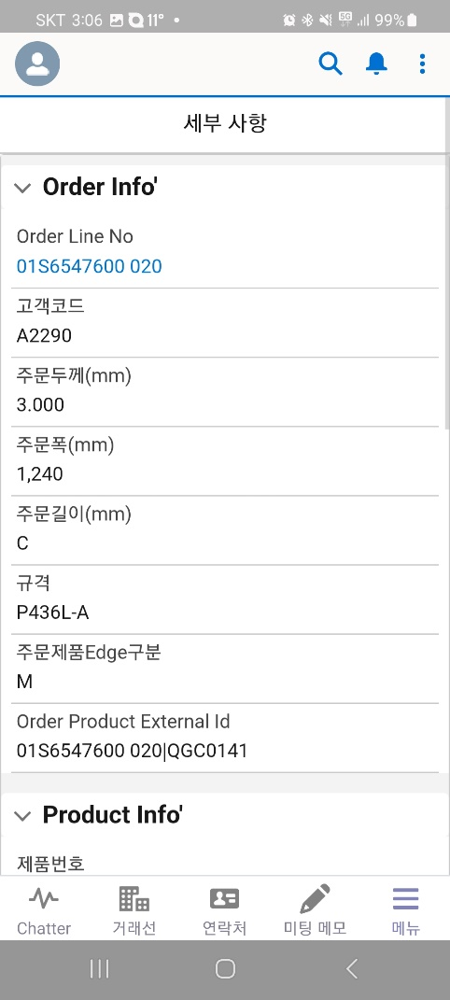 SKT 3:06 11° 5G 99%
세부 사항
Order Info'
Order Line No
01S6547600 020
고객코드
A2290
주문두께(mm)
3.000
주문폭(mm)
1,240
주문길이(mm)
C
규격
P436L-A
주문제품Edge구분
M
Order Product External Id
01S6547600 020|QGC0141
Product Info'
제품번호
Chatter 거래선 연락처 미팅 메모 메뉴